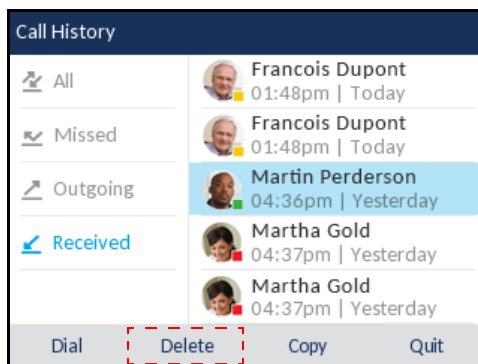 Call History
All
Missed
Outgoing
Received
Francois Dupont
01:48pm | Today
Francois Dupont
01:48pm | Today
Martin Perderson
04:36pm | Yesterday
Martha Gold
04:37pm | Yesterday
Martha Gold
04:37pm | Yesterday
Dial Delete Copy Quit